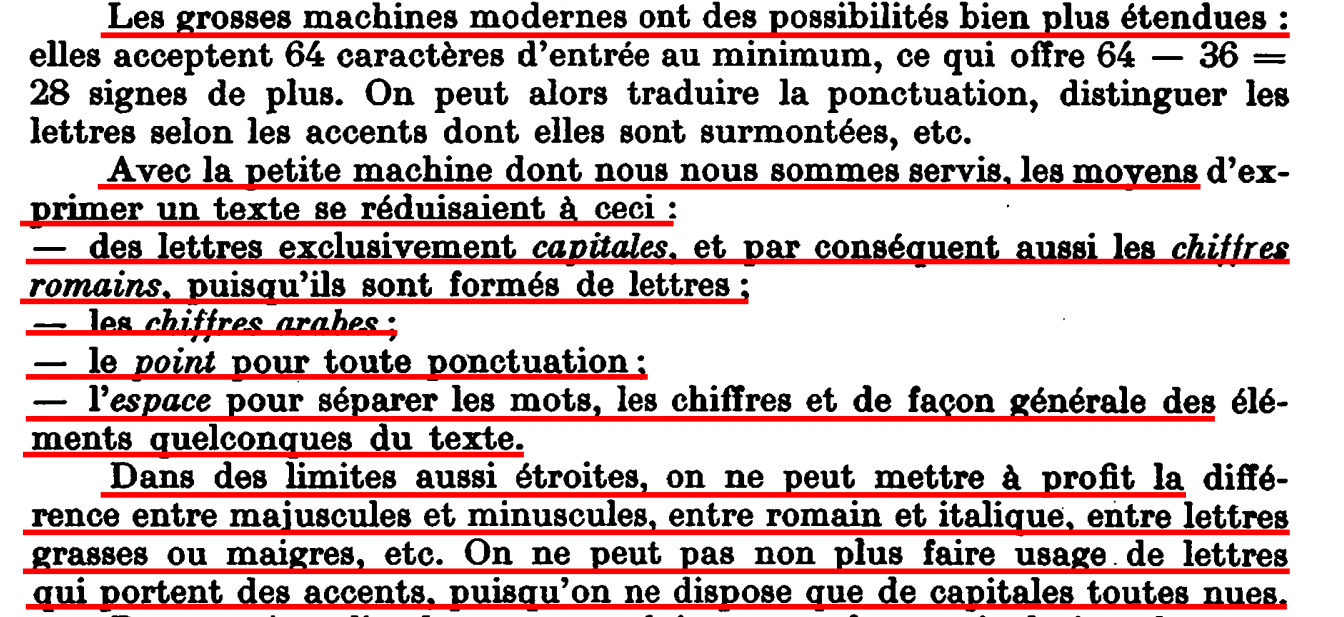 Les grosses machines modernes ont des possibilités bien plus étendues :
elles acceptent 64 caractères d'entrée au minimum, ce qui offre 64 — 36 =
28 signes de plus. On peut alors traduire la ponctuation, distinguer les
lettres selon les accents dont elles sont surmontées, etc.
Avec la petite machine dont nous nous sommes servis, les moyens d'ex-
primer un texte se réduisaient à ceci :
— des lettres exclusivement capitales, et par conséquent aussi les chiffres
romains, puisqu'ils sont formés de lettres ;
— les chiffres arabes ;
— le point pour toute ponctuation ;
— l'espace pour séparer les mots, les chiffres et de façon générale des élé-
ments quelconques du texte.
Dans des limites aussi étroites, on ne peut mettre à profit la diffé-
rence entre majuscules et minuscules, entre romain et italique, entre lettres
grasses ou maigres, etc. On ne peut pas non plus faire usage de lettres
qui portent des accents, puisqu'on ne dispose que de capitales toutes nues.